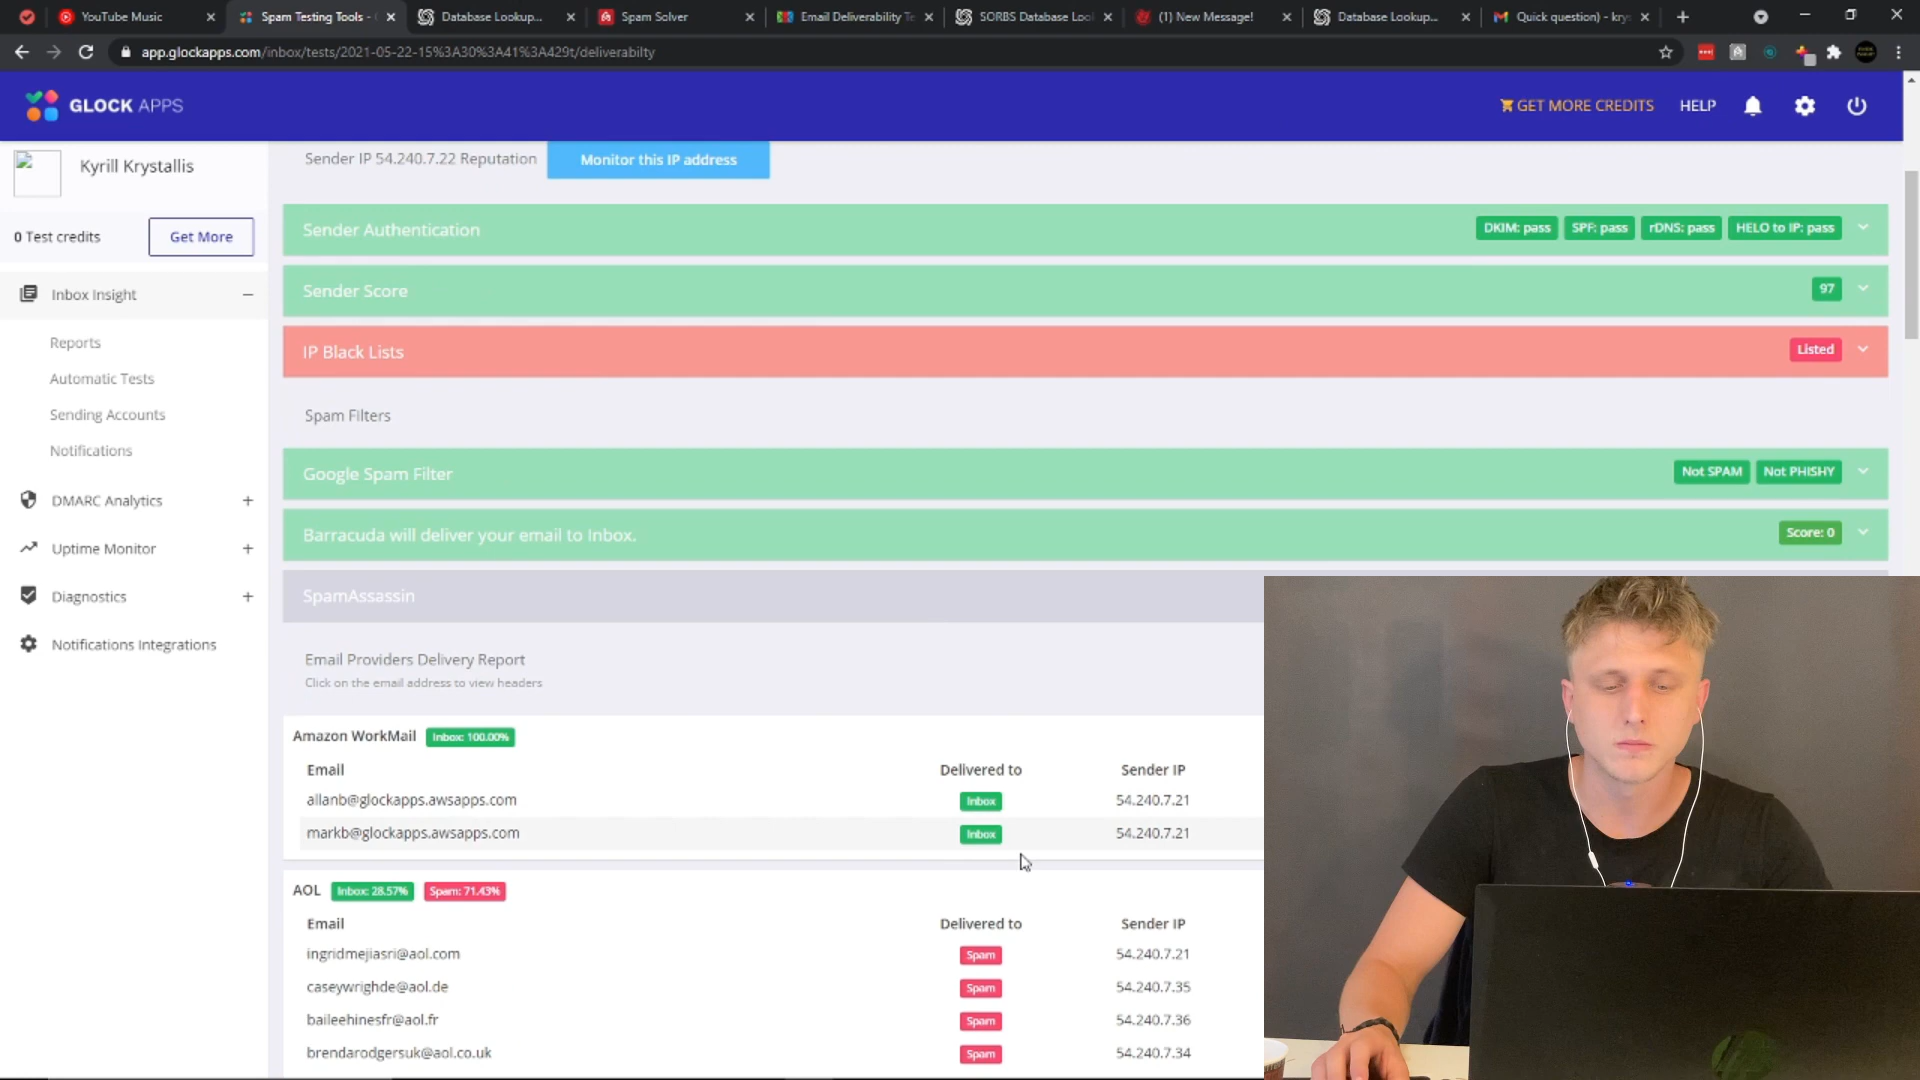 YouTube Music
Spam Testing Tools -
Database Lookup...
Spam Solver
Email Deliverability Te
SORBS Database Loo
(1) New Message!
Database Lookup...
Quick question) - kry
app.glockapps.com/inbox/tests/2021-05-22-15%3A30%3A41%3A429t/deliverabilty
GLOCK APPS
GET MORE CREDITS
HELP
Kyrill Krystallis
0 Test credits
Get More
Inbox Insight
Reports
Automatic Tests
Sending Accounts
Notifications
DMARC Analytics
Uptime Monitor
Diagnostics
Notifications Integrations
Sender IP 54.240.7.22 Reputation
Monitor this IP address
Sender Authentication
DKIM: pass SPF: pass rDNS: pass HELO to IP: pass
Sender Score
97
IP Black Lists
Listed
Spam Filters
Google Spam Filter
Not SPAM Not PHISHY
Barracuda will deliver your email to Inbox.
Score: 0
SpamAssassin
Email Providers Delivery Report
Click on the email address to view headers
Amazon WorkMail Inbox: 100.00%
Email Delivered to Sender IP
allanb@glockapps.awsapps.com Inbox 54.240.7.21
markb@glockapps.awsapps.com Inbox 54.240.7.21
AOL Inbox: 28.57% Spam: 71.43%
Email Delivered to Sender IP
ingridmejiasri@aol.com Spam 54.240.7.21
caseywrighde@aol.de Spam 54.240.7.35
baileehinesfr@aol.fr Spam 54.240.7.36
brendarodgersuk@aol.co.uk Spam 54.240.7.34